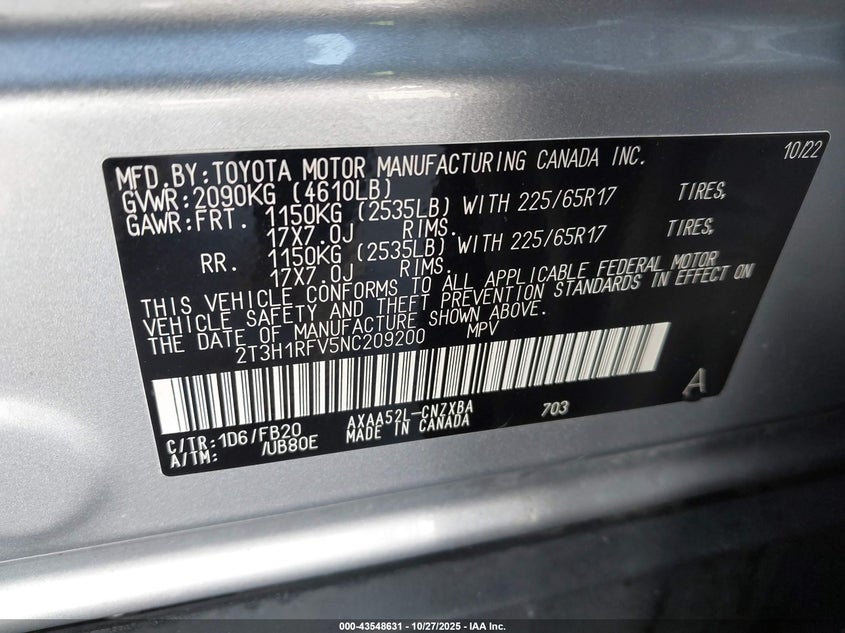 10/22
MFD.BY:TOYOTA MOTOR MANUFACTURING CANADA INC.
GVWR:2090KG (4610LB)
GAWR:FRT. 1150KG (2535LB) WITH 225/65R17 TIRES,
17X7.0J RIMS.
RR. 1150KG (2535LB) WITH 225/65R17 TIRES,
17X7.0J RIMS.
THIS VEHICLE CONFORMS TO ALL APPLICABLE FEDERAL MOTOR
VEHICLE SAFETY AND THEFT PREVENTION STANDARDS IN EFFECT ON
THE DATE OF MANUFACTURE SHOWN ABOVE.
2T3H1RFV5NC209200 MPV
A
C/TR:1D6/FB20 AXAA52L-CNZXBA 703
A/TM: /UB80E MADE IN CANADA
000-43548631 - 10/27/2025 - IAA Inc.